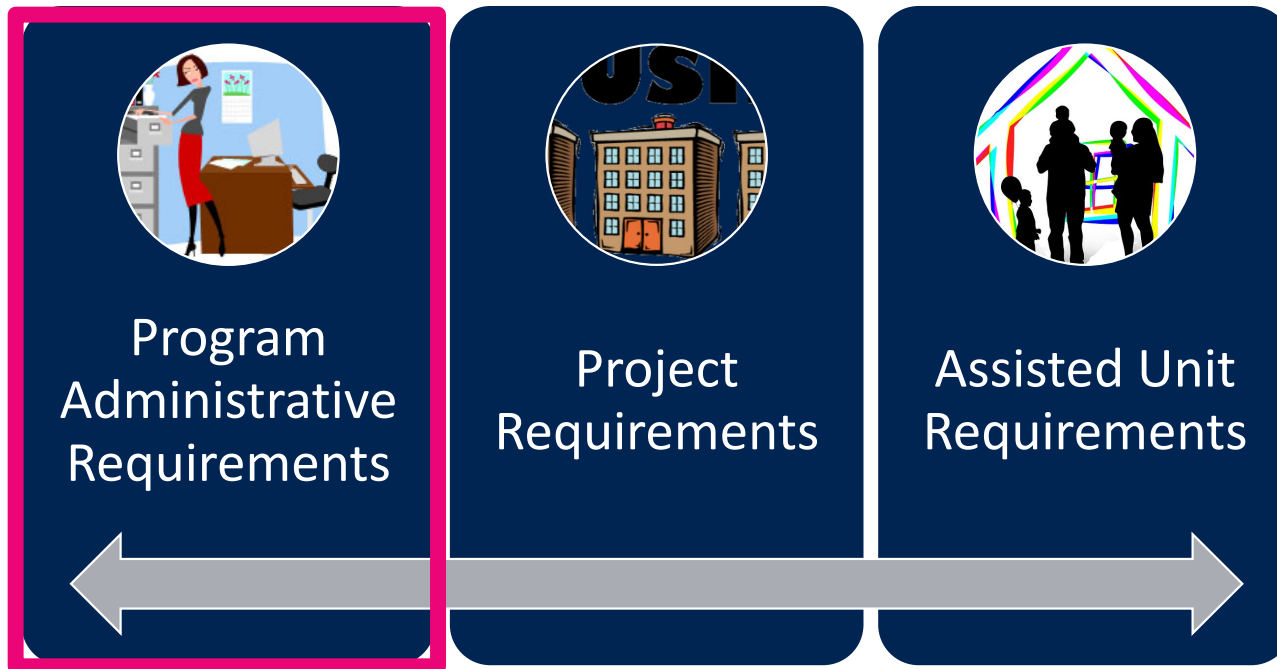 Program
Administrative
Requirements
Project
Requirements
Assisted Unit
Requirements